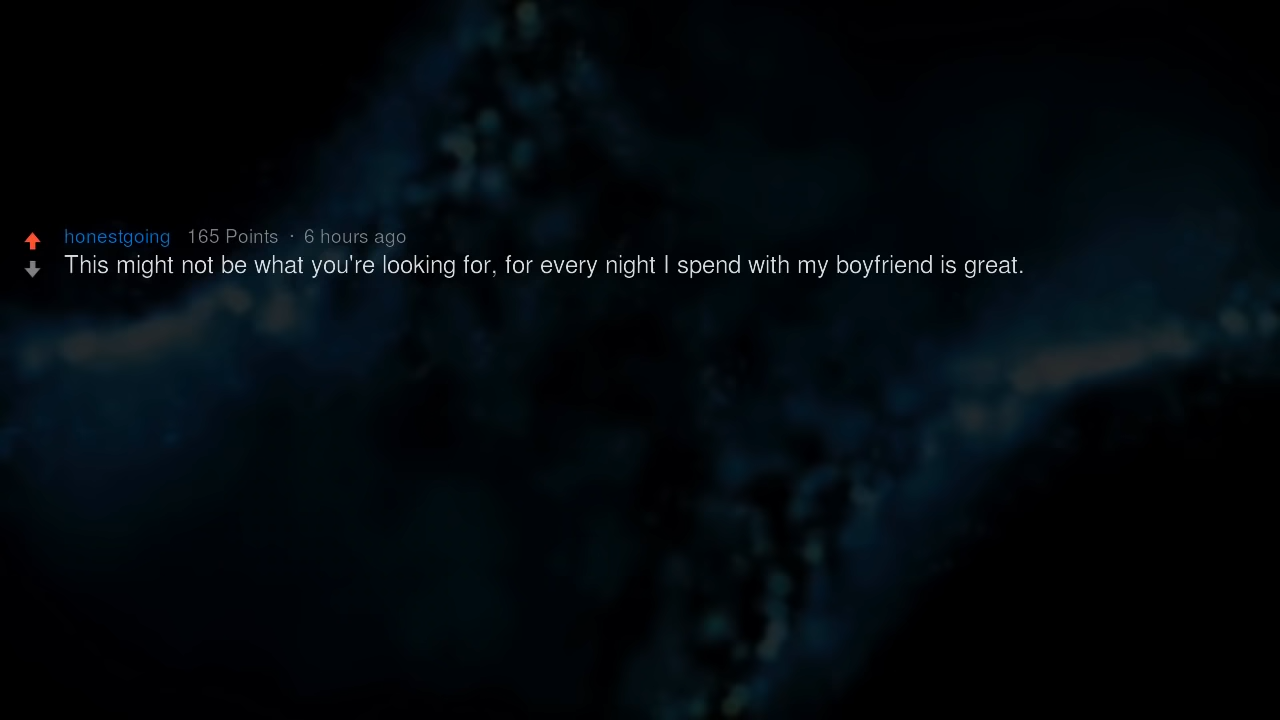 honestgoing 165 Points · 6 hours ago
This might not be what you're looking for, for every night I spend with my boyfriend is great.